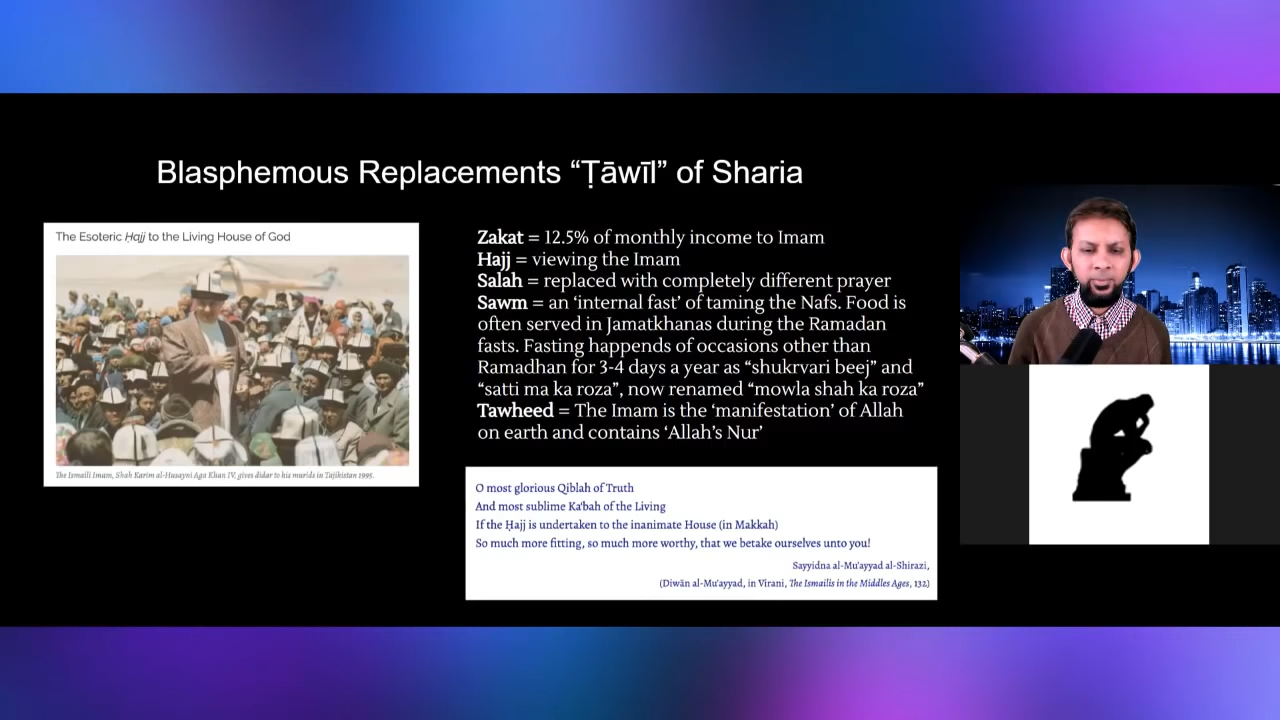 Blasphemous Replacements “Ṭāwīl” of Sharia
The Esoteric Ḥajj to the Living House of God
The Ismaili Imam, Shah Karim al-Husayni Aga Khan IV, gives didar to his murids in Tajikistan 1995.
Zakat = 12.5% of monthly income to Imam
Hajj = viewing the Imam
Salah = replaced with completely different prayer
Sawm = an ‘internal fast’ of taming the Nafs. Food is
often served in Jamatkhanas during the Ramadan
fasts. Fasting happends of occasions other than
Ramadhan for 3-4 days a year as “shukrvari beej” and
“satti ma ka roza”, now renamed “mowla shah ka roza”
Tawheed = The Imam is the ‘manifestation’ of Allah
on earth and contains ‘Allah’s Nur’
O most glorious Qiblah of Truth
And most sublime Ka'bah of the Living
If the Ḥajj is undertaken to the inanimate House (in Makkah)
So much more fitting, so much more worthy, that we betake ourselves unto you!
Sayyidna al-Mu'ayyad al-Shirazi,
(Dīwān al-Mu'ayyad, in Virani, The Ismailis in the Middles Ages, 132)